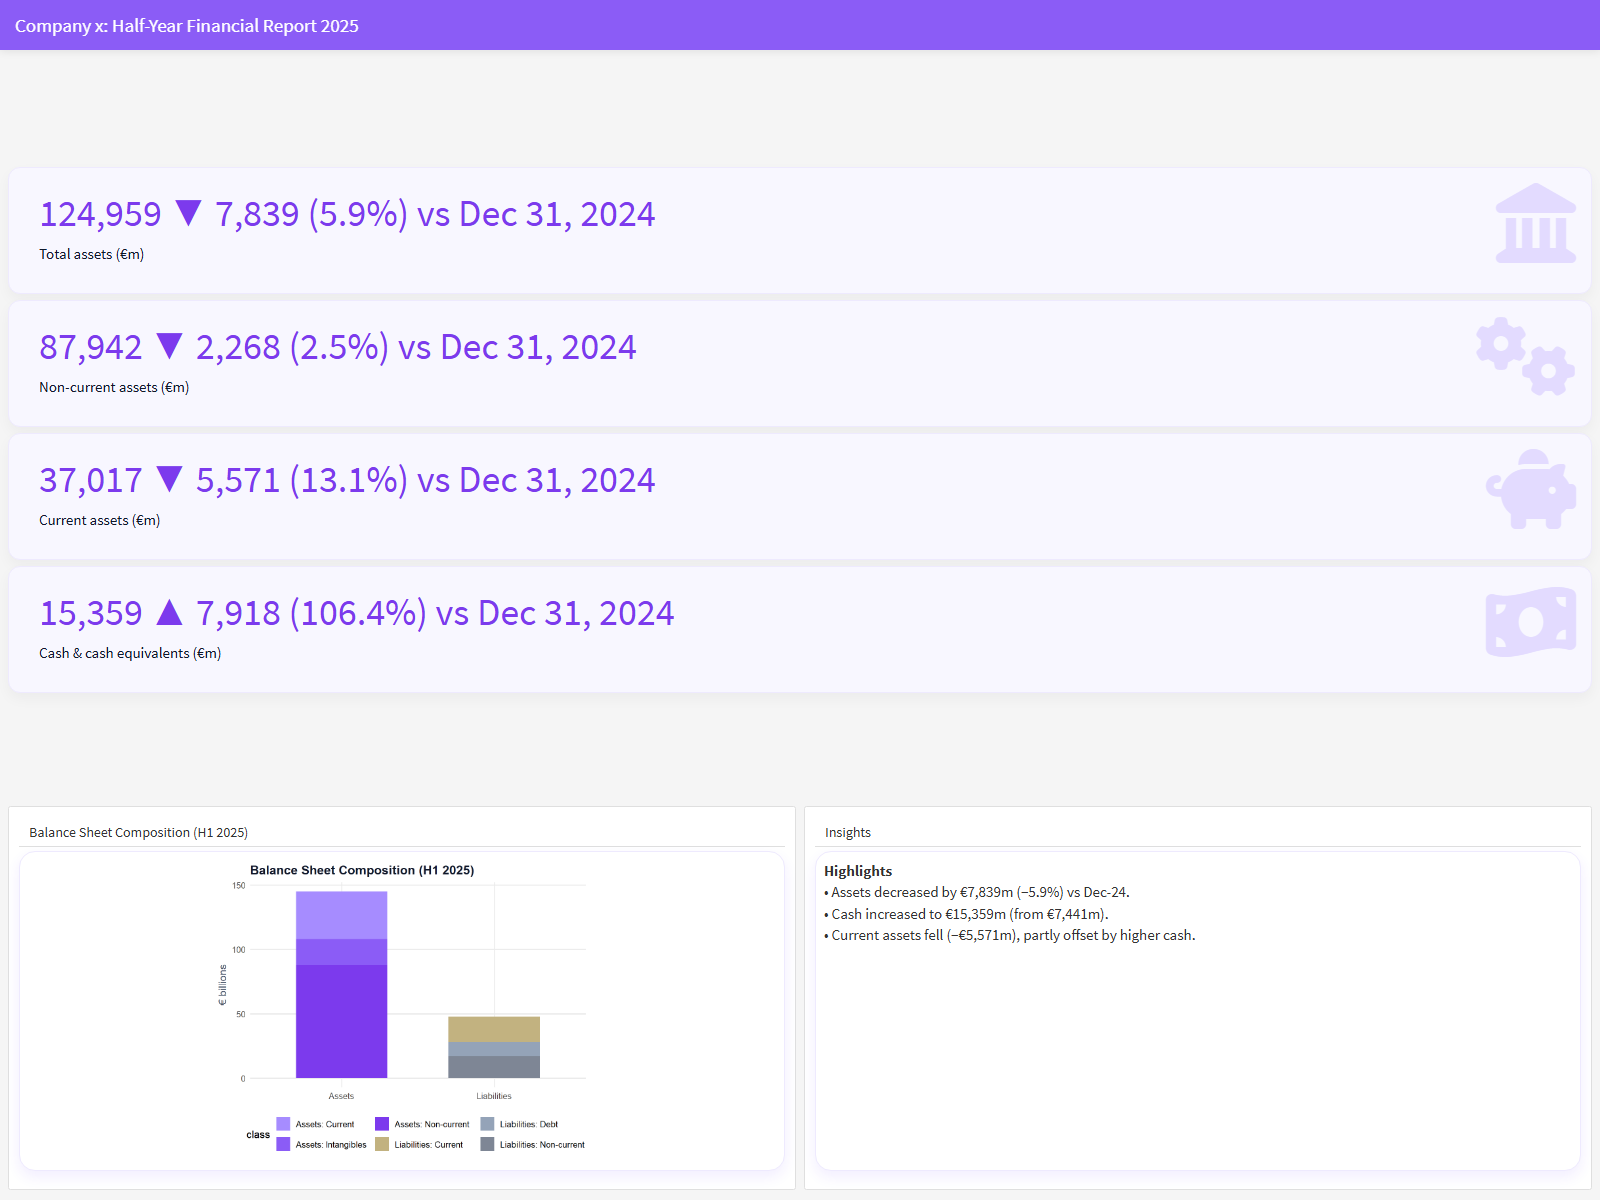 Company x: Half-Year Financial Report 2025
124,959 ▼ 7,839 (5.9%) vs Dec 31, 2024
Total assets (€m)
87,942 ▼ 2,268 (2.5%) vs Dec 31, 2024
Non-current assets (€m)
37,017 ▼ 5,571 (13.1%) vs Dec 31, 2024
Current assets (€m)
15,359 ▲ 7,918 (106.4%) vs Dec 31, 2024
Cash & cash equivalents (€m)
Balance Sheet Composition (H1 2025)
Balance Sheet Composition (H1 2025)
150
100
50
0
€ billions
Assets
Liabilities
class
Assets: Current
Assets: Non-current
Liabilities: Debt
Assets: Intangibles
Liabilities: Current
Liabilities: Non-current
Insights
Highlights
• Assets decreased by €7,839m (−5.9%) vs Dec-24.
• Cash increased to €15,359m (from €7,441m).
• Current assets fell (−€5,571m), partly offset by higher cash.